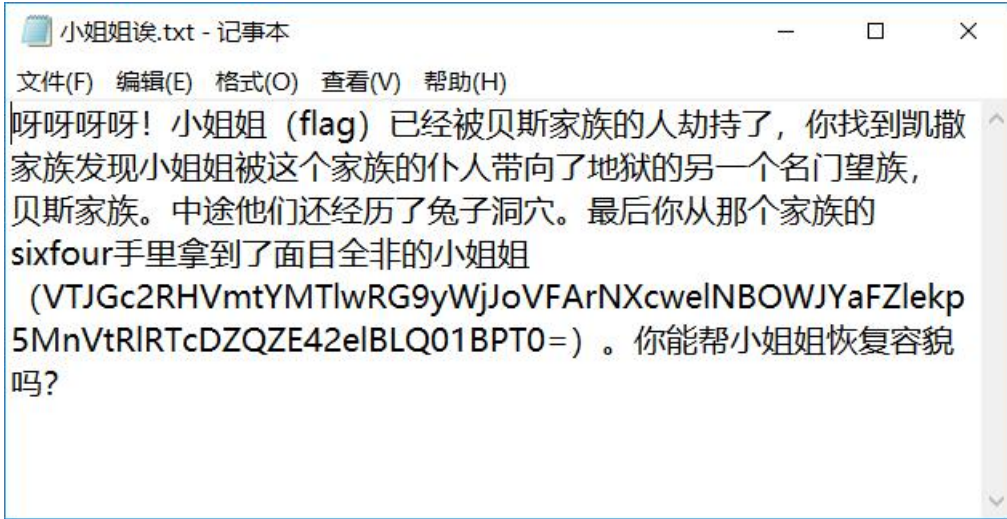 小姐姐诶.txt - 记事本
文件(F) 编辑(E) 格式(O) 查看(V) 帮助(H)
呀呀呀呀！小姐姐（flag）已经被贝斯家族的人劫持了，你找到凯撒
家族发现小姐姐被这个家族的仆人带向了地狱的另一个名门望族，
贝斯家族。中途他们还经历了兔子洞穴。最后你从那个家族的
sixfour手里拿到了面目全非的小姐姐
（VTJGc2RHVmtYMTlwRG9yWjJoVFArNXcwelNBOWJYaFZlekp
5MnVtRlRTcDZQZE42elBLQ01BPT0=）。你能帮小姐姐恢复容貌
吗？